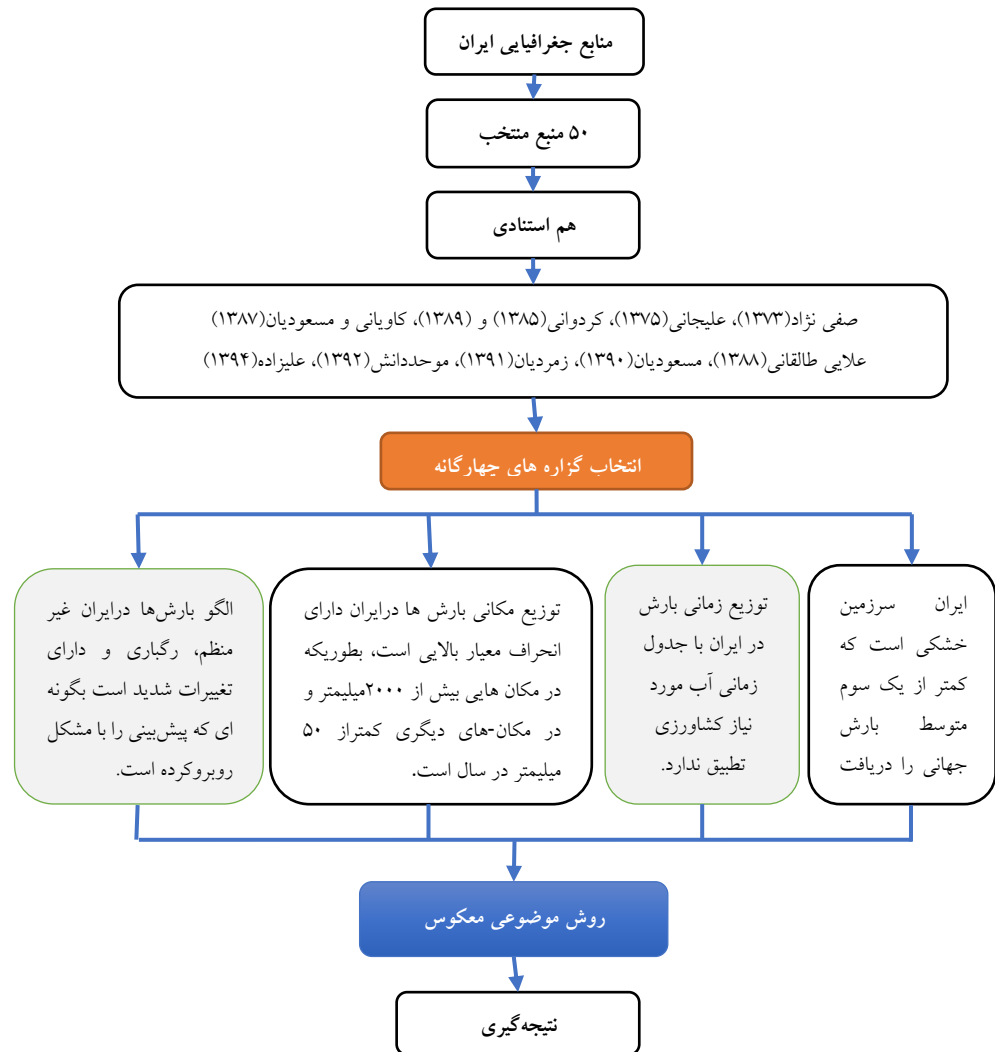 منابع جغرافیایی ایران
۵۰ منبع منتخب
هم استنادی
صفی نژاد(۱۳۷۳)، علیجانی(۱۳۷۵)، کردوانی(۱۳۸۵) و (۱۳۸۹)، کاویانی و مسعودیان(۱۳۸۷)
علایی طالقانی(۱۳۸۸)، مسعودیان(۱۳۹۰)، زمردیان(۱۳۹۱)، موحددانش(۱۳۹۲)، علیزاده(۱۳۹۴)
انتخاب گزاره های چهارگانه
ایران سرزمین
خشکی است که
کمتر از یک سوم
متوسط بارش
جهانی را دریافت
توزیع زمانی بارش
در ایران با جدول
زمانی آب مورد
نیاز کشاورزی
تطبیق ندارد.
توزیع مکانی بارش ها درایران دارای
انحراف معیار بالایی است، بطوریکه
در مکان هایی بیش از ۲۰۰۰میلیمتر و
در مکان-های دیگری کمتراز ۵۰
میلیمتر در سال است.
الگو بارش‌ها درایران غیر
منظم، رگباری و دارای
تغییرات شدید است بگونه
ای که پیش‌بینی را با مشکل
روبروکرده است.
روش موضوعی معکوس
نتیجه‌گیری